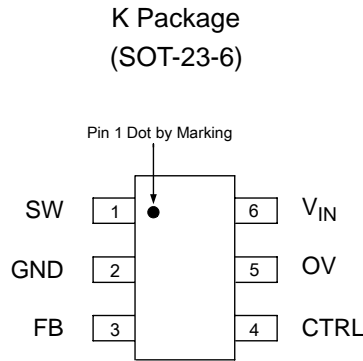 K Package
(SOT-23-6)
Pin 1 Dot by Marking
SW 1 6 VIN
GND 2 5 OV
FB 3 4 CTRL